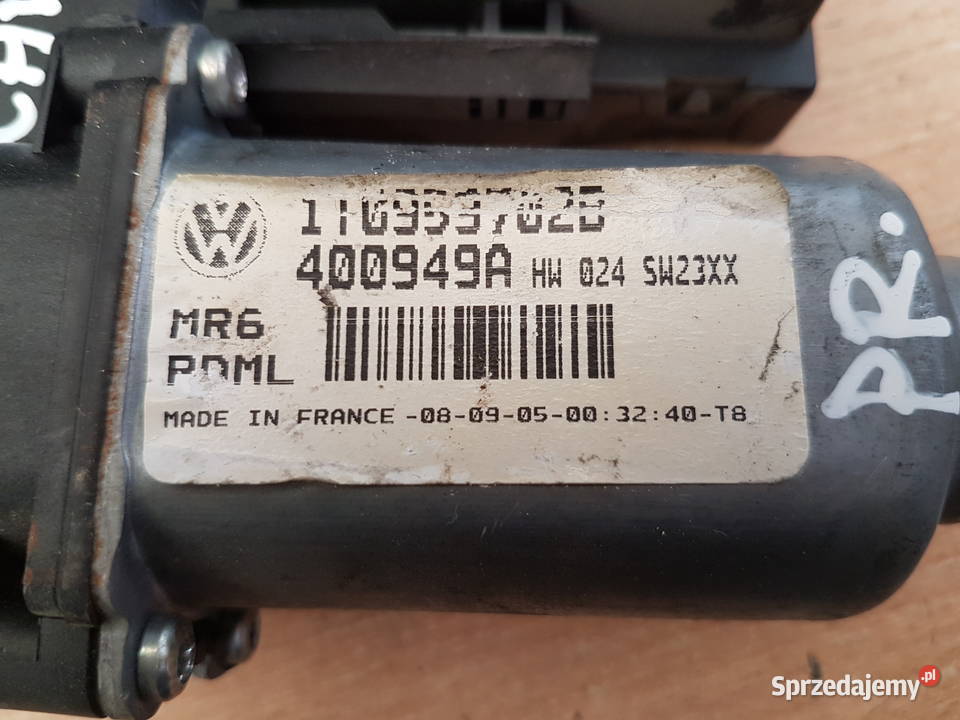 400949A HW 024 SW23XX
MR6
PDML
MADE IN FRANCE -08-09-05-00:32:40-T8
PR.
Sprzedajemy.pl